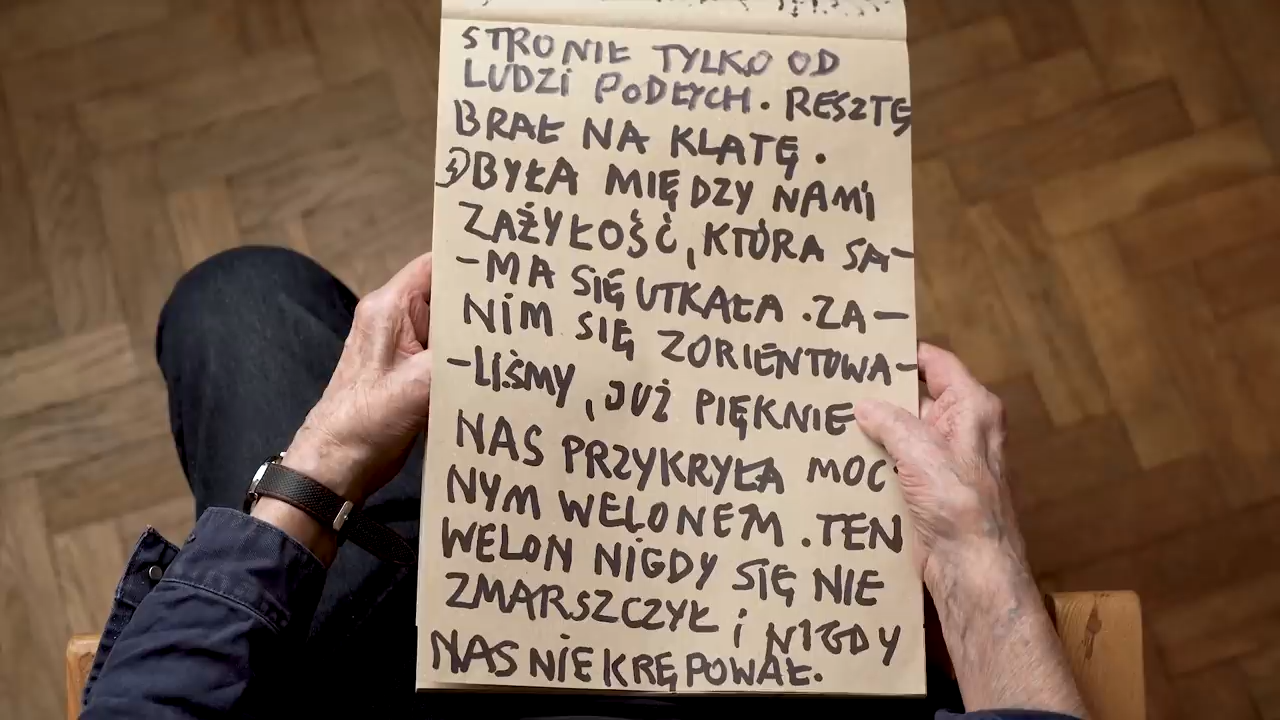 STRONIŁ TYLKO OD
LUDZI PODŁYCH. RESZTĘ
BRAŁ NA KLATĘ.
BYŁA MIĘDZY NAMI
ZAŻYŁOŚĆ, KTÓRA SA-
-MA SIĘ UTKAŁA. ZA-
NIM SIĘ ZORIENTOWA-
-LIŚMY, JUŻ PIĘKNIE
NAS PRZYKRYŁA MOC-
NYM WELONEM. TEN
WELON NIGDY SIĘ NIE
ZMARSZCZYŁ i NIGDY
NAS NIE KRĘPOWAŁ.